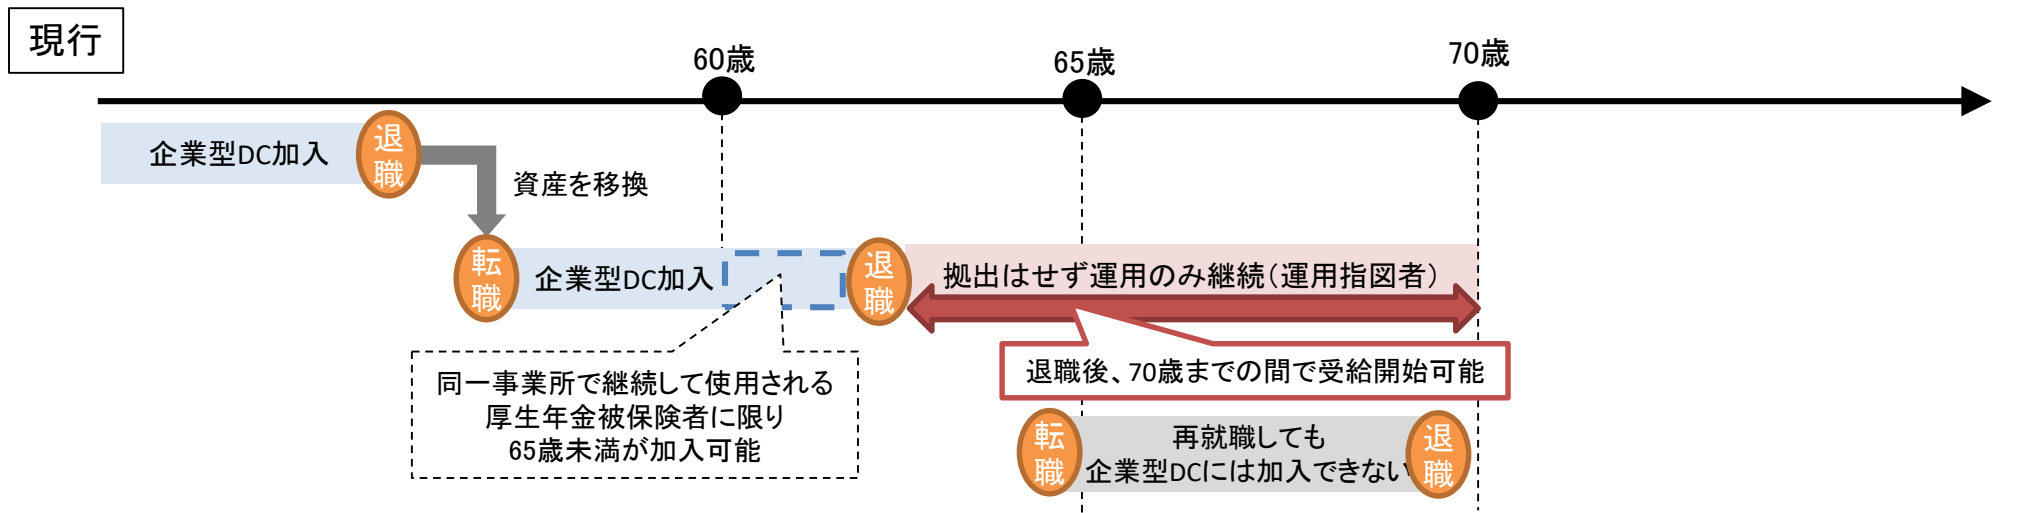 現行
60歳
65歳
70歳
企業型DC加入
退職
資産を移換
転職
企業型DC加入
退職
拠出はせず運用のみ継続（運用指図者）
退職後、70歳までの間で受給開始可能
同一事業所で継続して使用される
厚生年金被保険者に限り
65歳未満が加入可能
転職
再就職しても
企業型DCには加入できない
退職